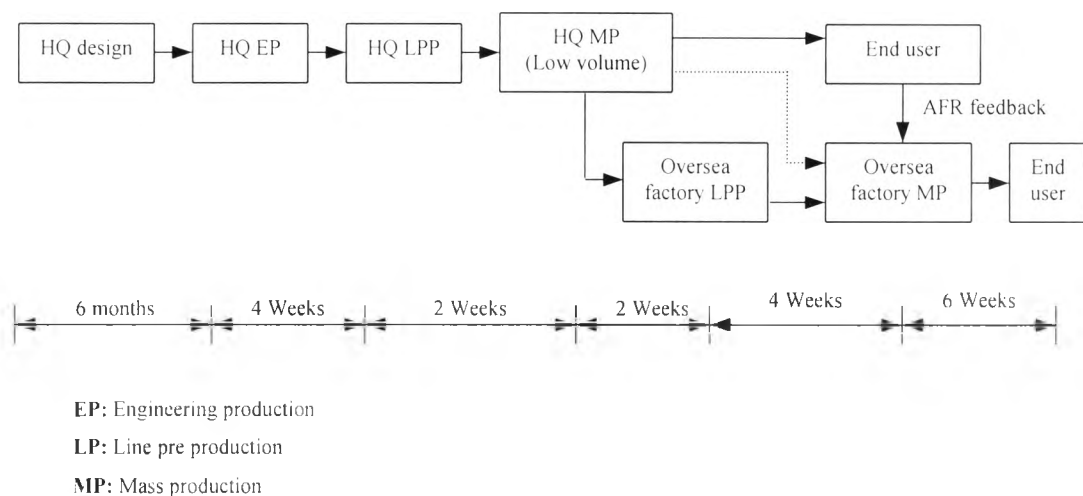 HQ design
HQ EP
HQ LPP
HQ MP
(Low volume)
End user
AFR feedback
Oversea
factory LPP
Oversea
factory MP
End
user
6 months
4 Weeks
2 Weeks
2 Weeks
4 Weeks
6 Weeks
EP: Engineering production
LP: Line pre production
MP: Mass production